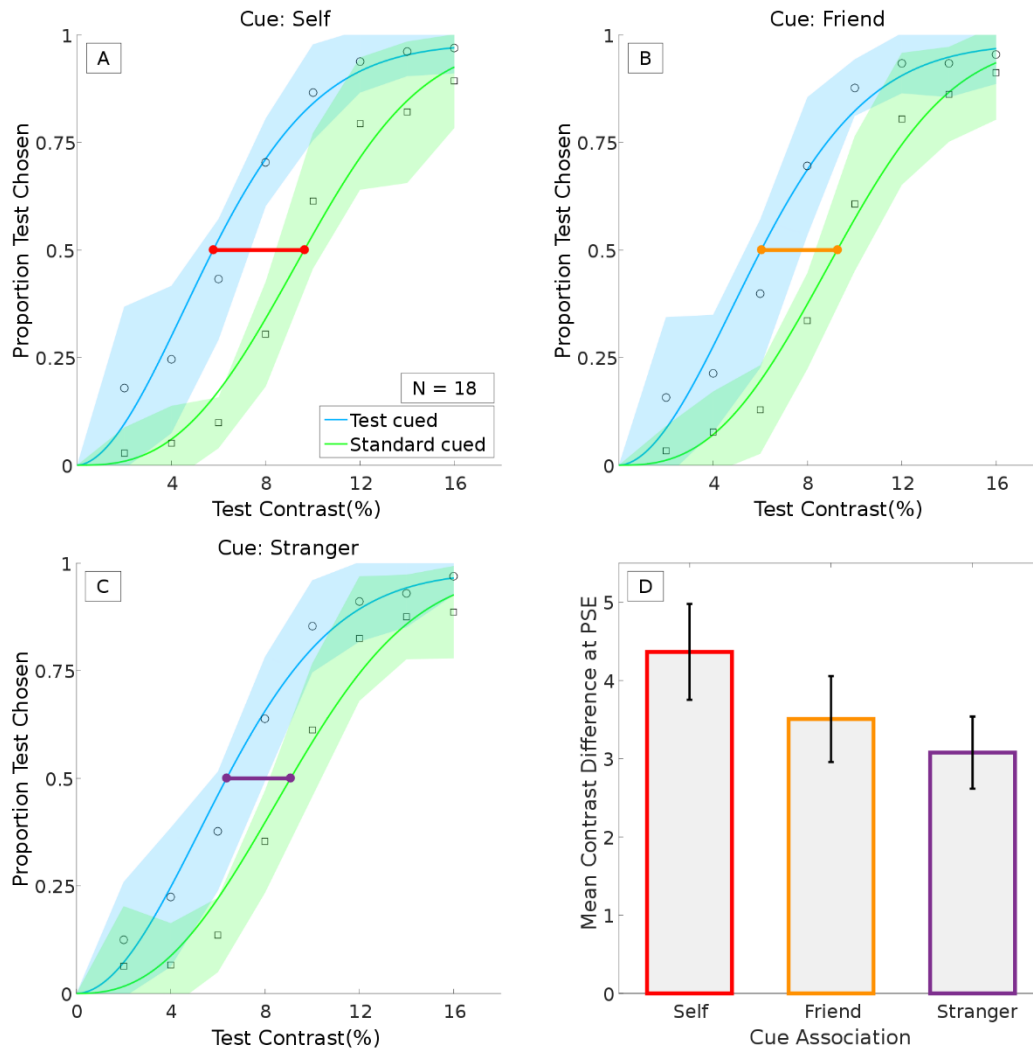 Cue: Self
A
Proportion Test Chosen
1
0.75
0.5
0.25
0
4
8
12
16
Test Contrast(%)
N = 18
Test cued
Standard cued
Cue: Friend
B
Proportion Test Chosen
1
0.75
0.5
0.25
0
4
8
12
16
Test Contrast(%)
Cue: Stranger
C
Proportion Test Chosen
1
0.75
0.5
0.25
0
0
4
8
12
16
Test Contrast(%)
D
Mean Contrast Difference at PSE
5
4
3
2
1
0
Self
Friend
Stranger
Cue Association